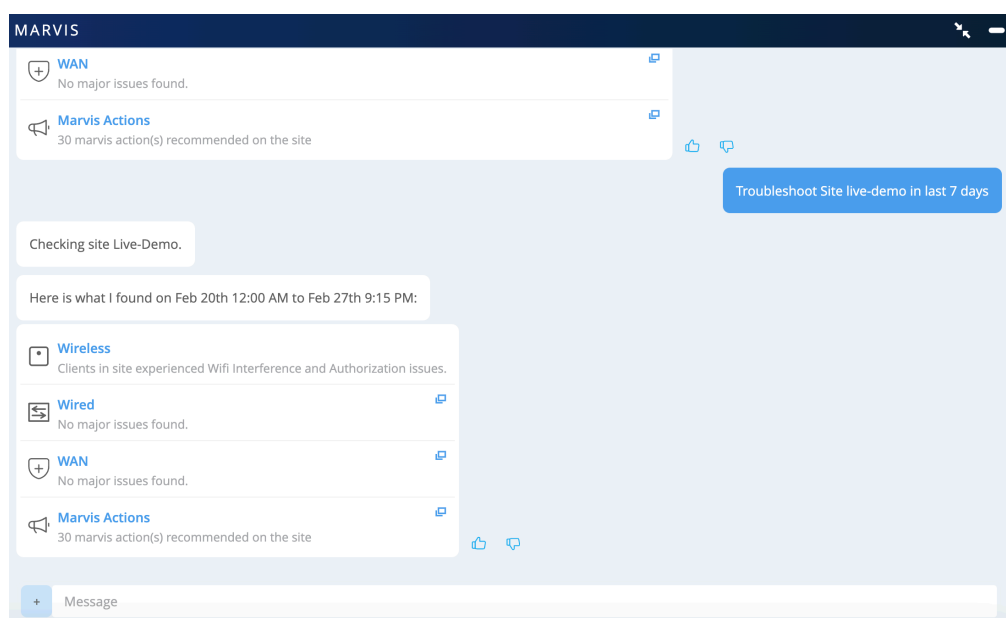 MARVIS
WAN
No major issues found.
Marvis Actions
30 marvis action(s) recommended on the site
Troubleshoot Site live-demo in last 7 days
Checking site Live-Demo.
Here is what I found on Feb 20th 12:00 AM to Feb 27th 9:15 PM:
Wireless
Clients in site experienced Wifi Interference and Authorization issues.
Wired
No major issues found.
WAN
No major issues found.
Marvis Actions
30 marvis action(s) recommended on the site
+ Message